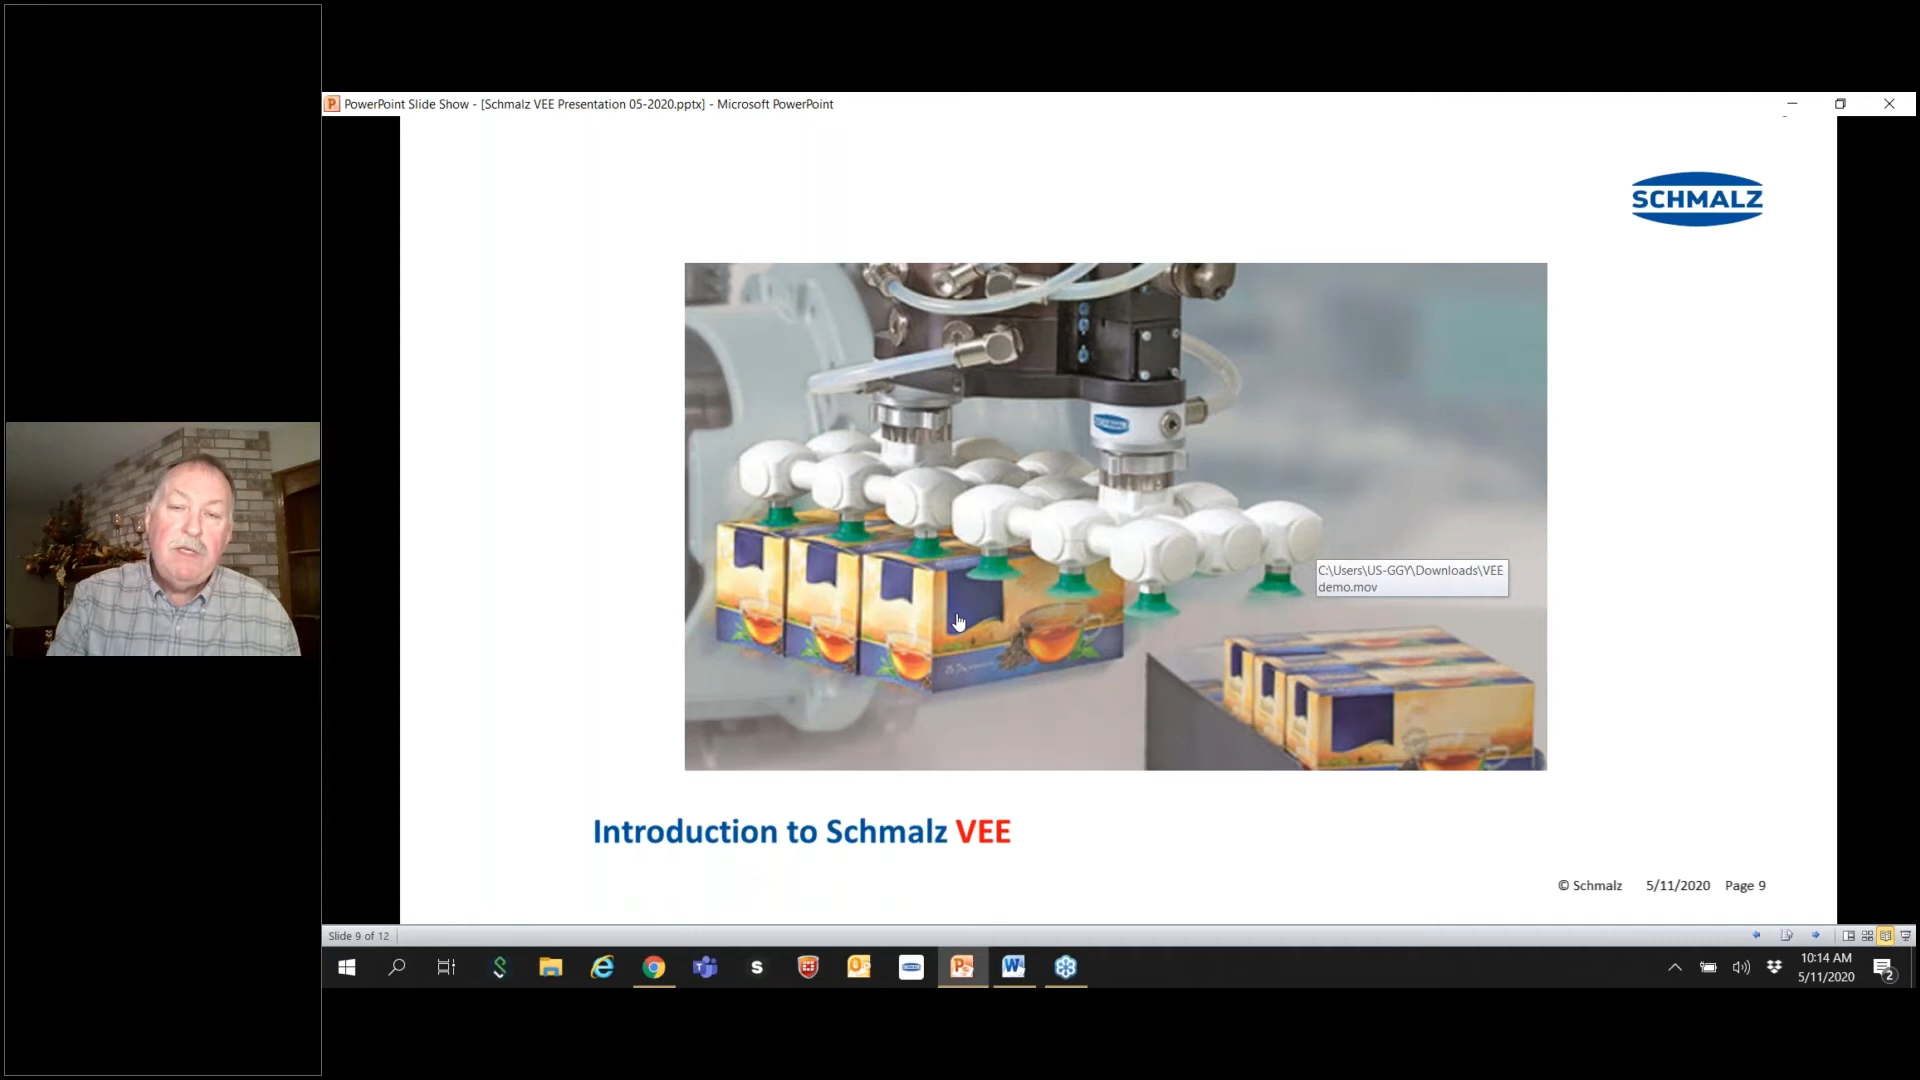 PowerPoint Slide Show - [Schmalz VEE Presentation 05-2020.pptx] - Microsoft PowerPoint
SCHMALZ
SCHMALZ
C:\Users\US-GGY\Downloads\VEE
demo.mov
Introduction to Schmalz VEE
© Schmalz 5/11/2020 Page 9
Slide 9 of 12
10:14 AM
5/11/2020
2